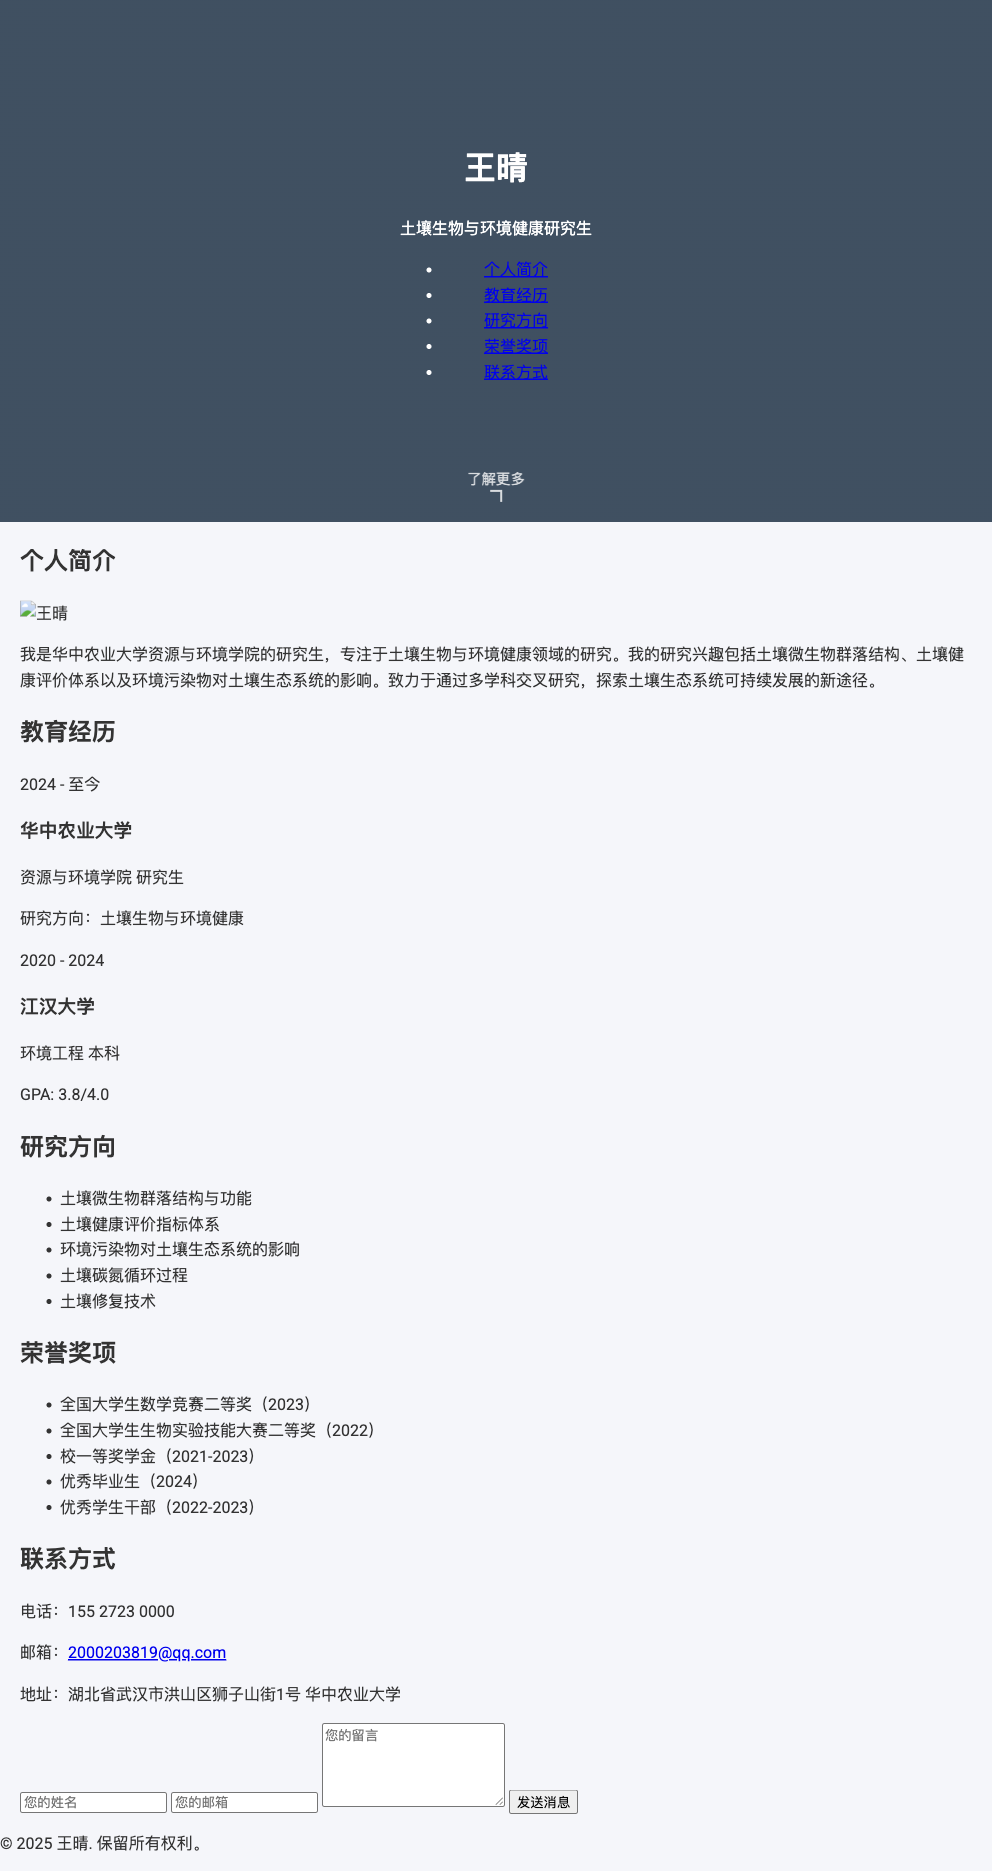 王晴
土壤生物与环境健康研究生
• 个人简介
• 教育经历
• 研究方向
• 荣誉奖项
• 联系方式
了解更多
个人简介
王晴
我是华中农业大学资源与环境学院的研究生，专注于土壤生物与环境健康领域的研究。我的研究兴趣包括土壤微生物群落结构、土壤健
康评价体系以及环境污染物对土壤生态系统的影响。致力于通过多学科交叉研究，探索土壤生态系统可持续发展的新途径。
教育经历
2024 - 至今
华中农业大学
资源与环境学院 研究生
研究方向：土壤生物与环境健康
2020 - 2024
江汉大学
环境工程 本科
GPA: 3.8/4.0
研究方向
• 土壤微生物群落结构与功能
• 土壤健康评价指标体系
• 环境污染物对土壤生态系统的影响
• 土壤碳氮循环过程
• 土壤修复技术
荣誉奖项
• 全国大学生数学竞赛二等奖（2023）
• 全国大学生生物实验技能大赛二等奖（2022）
• 校一等奖学金（2021-2023）
• 优秀毕业生（2024）
• 优秀学生干部（2022-2023）
联系方式
电话：155 2723 0000
邮箱：2000203819@qq.com
地址：湖北省武汉市洪山区狮子山街1号 华中农业大学
您的姓名 您的邮箱 您的留言 发送消息
© 2025 王晴. 保留所有权利。